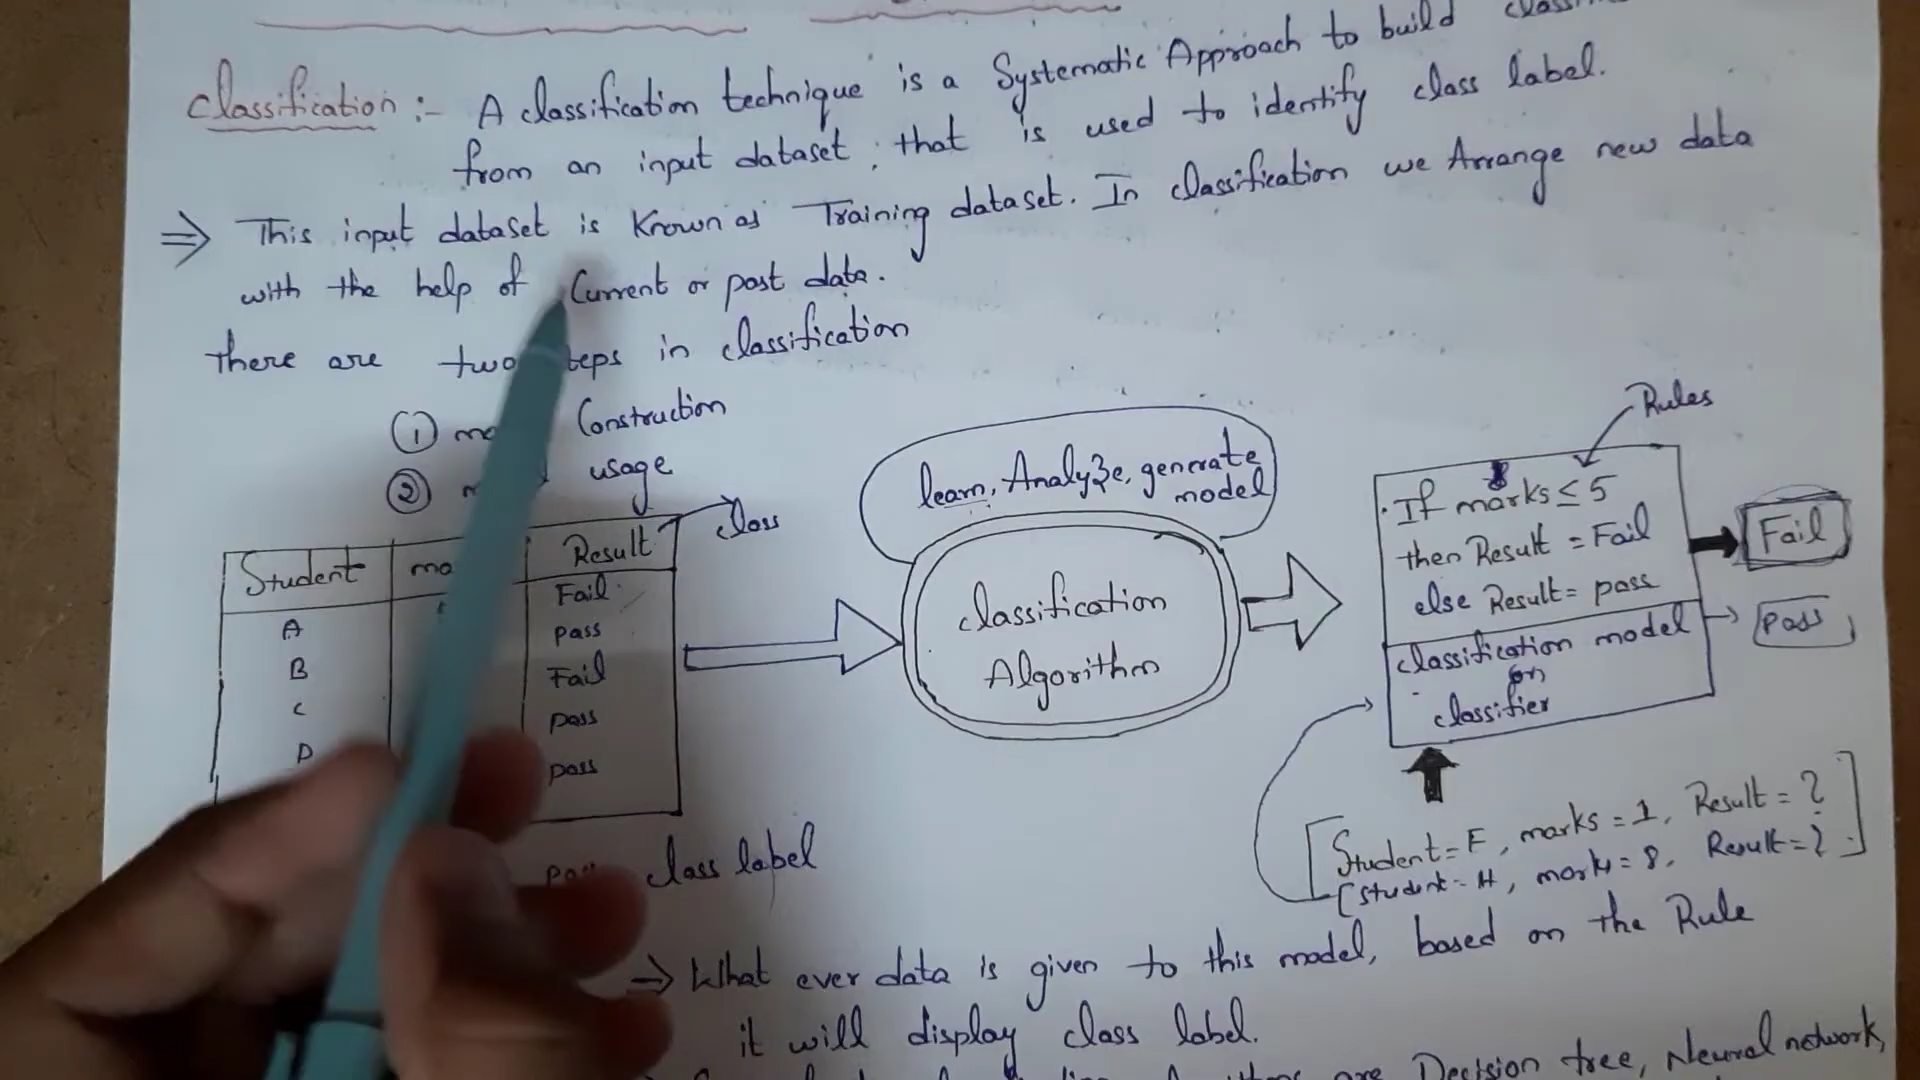 Classification :- A classification technique is a Systematic Approach to build
from an input dataset, that is used to identify class label.
⇒ This input dataset is Known as Training dataset. In classification we Arrange new data
with the help of Current or past data.
there are two steps in classification
① Construction
② usage
Student Result
class
A Fail
B pass
C Fail
D pass
pass
class label
learn, Analyze, generate
model
classification
Algorithm
Rules
If marks ≤ 5
then Result = Fail
else Result = pass
classification model
or
classifier
Fail
pass
[Student = F, marks = 1, Result = ?]
[Student = H, marks = 8, Result = ?
→ What ever data is given to this model, based on the Rule
it will display class label.
are Decision tree, Neural network,